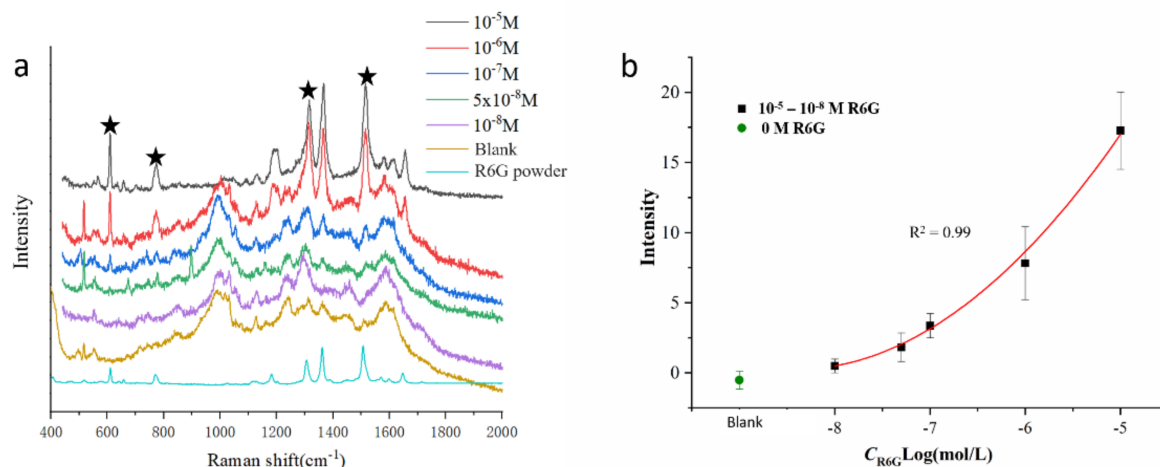 a
10⁻⁵M
10⁻⁶M
10⁻⁷M
5x10⁻⁸M
10⁻⁸M
Blank
R6G powder
Intensity
400 600 800 1000 1200 1400 1600 1800 2000
Raman shift(cm⁻¹)
b
10⁻⁵ – 10⁻⁸ M R6G
0 M R6G
R² = 0.99
Intensity
20
15
10
5
0
Blank -8 -7 -6 -5
C_R6G Log(mol/L)